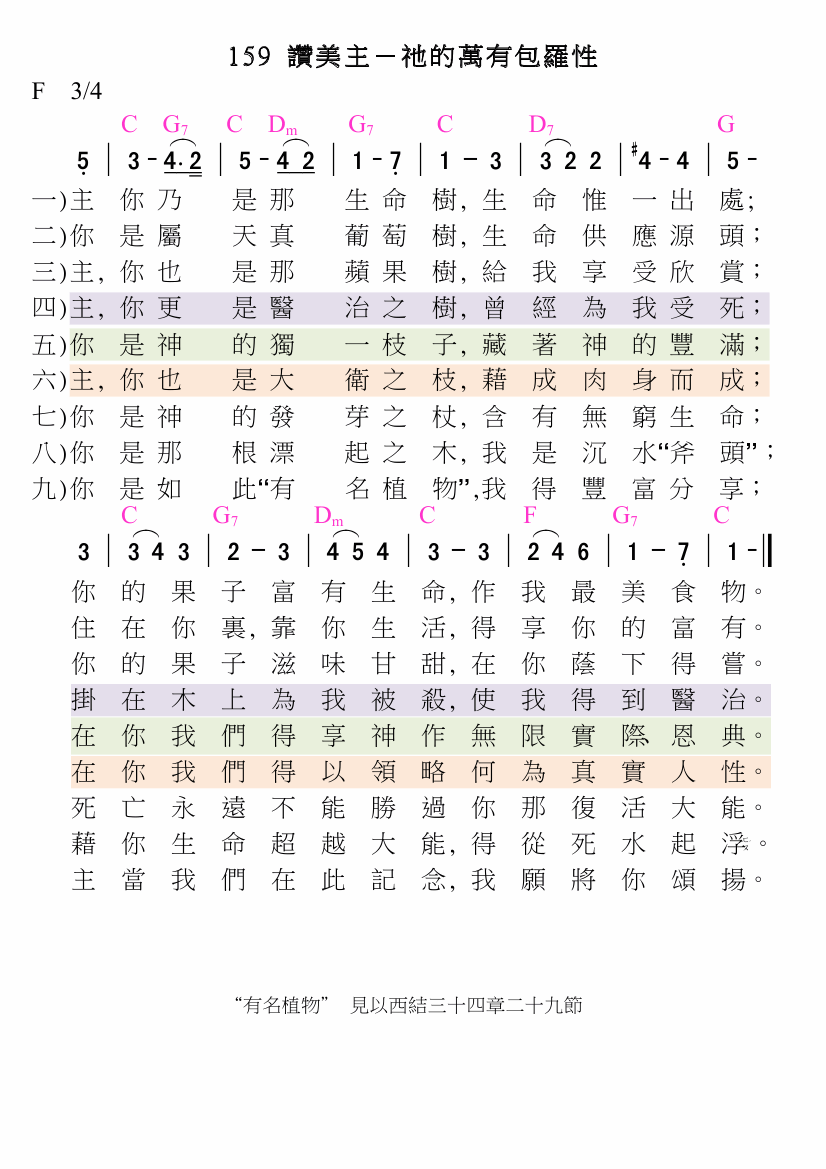 159 讚美主－祂的萬有包羅性
F 3/4
C G7 C Dm G7 C D7 G
5 | 3 - 4. 2 | 5 - 4 2 | 1 - 7 | 1 - 3 | 3 2 2 | #4 - 4 | 5 -
一)主 你乃 是那 生命樹, 生命惟一出處;
二)你 是屬 天真 葡萄樹, 生命供應源頭;
三)主, 你也 是那 蘋果樹, 給我享受欣賞;
四)主, 你更 是醫 治之樹, 曾經為我受死;
五)你 是神 的獨 一枝子, 藏著神的豐滿;
六)主, 你也 是大 衛之枝, 藉成肉身而成;
七)你 是神 的發 芽之杖, 含有無窮生命;
八)你 是那 根漂 起之木, 我是沉水“斧頭”;
九)你 是如 此“有 名植物”, 我得豐富分享;
C G7 Dm C F G7 C
3 | 3 4 3 | 2 - 3 | 4 5 4 | 3 - 3 | 2 4 6 | 1 - 7 | 1 - ||
你的果子富有生命, 作我最美食物。
住在你裏, 靠你生活, 得享你的富有。
你的果子滋味甘甜, 在你蔭下得嘗。
掛在木上為我被殺, 使我得到醫治。
在你我們得享神作無限實際、恩典。
在你我們得以領略何為真實人性。
死亡永遠不能勝過你那復活大能。
藉你生命超越大能, 得從死水起浮。
主當我們在此記念, 我願將你頌揚。
“有名植物” 見以西結三十四章二十九節